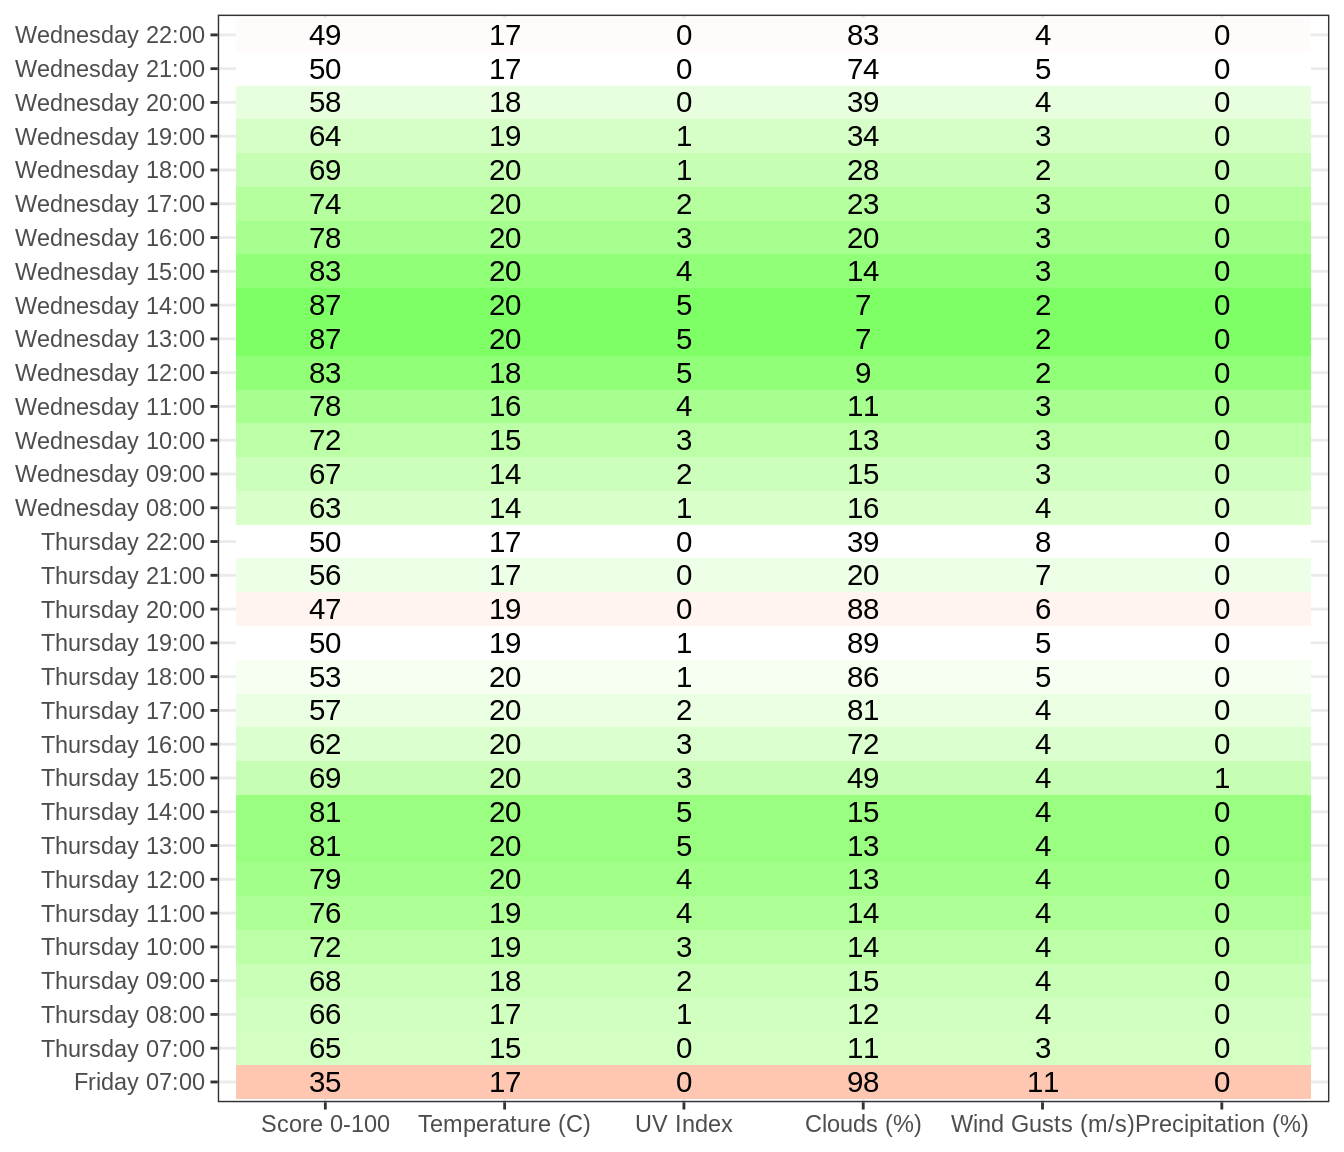 Wednesday 22:00 49 17 0 83 4 0
Wednesday 21:00 50 17 0 74 5 0
Wednesday 20:00 58 18 0 39 4 0
Wednesday 19:00 64 19 1 34 3 0
Wednesday 18:00 69 20 1 28 2 0
Wednesday 17:00 74 20 2 23 3 0
Wednesday 16:00 78 20 3 20 3 0
Wednesday 15:00 83 20 4 14 3 0
Wednesday 14:00 87 20 5 7 2 0
Wednesday 13:00 87 20 5 7 2 0
Wednesday 12:00 83 18 5 9 2 0
Wednesday 11:00 78 16 4 11 3 0
Wednesday 10:00 72 15 3 13 3 0
Wednesday 09:00 67 14 2 15 3 0
Wednesday 08:00 63 14 1 16 4 0
Thursday 22:00 50 17 0 39 8 0
Thursday 21:00 56 17 0 20 7 0
Thursday 20:00 47 19 0 88 6 0
Thursday 19:00 50 19 1 89 5 0
Thursday 18:00 53 20 1 86 5 0
Thursday 17:00 57 20 2 81 4 0
Thursday 16:00 62 20 3 72 4 0
Thursday 15:00 69 20 3 49 4 1
Thursday 14:00 81 20 5 15 4 0
Thursday 13:00 81 20 5 13 4 0
Thursday 12:00 79 20 4 13 4 0
Thursday 11:00 76 19 4 14 4 0
Thursday 10:00 72 19 3 14 4 0
Thursday 09:00 68 18 2 15 4 0
Thursday 08:00 66 17 1 12 4 0
Thursday 07:00 65 15 0 11 3 0
Friday 07:00 35 17 0 98 11 0
Score 0-100 Temperature (C) UV Index Clouds (%) Wind Gusts (m/s) Precipitation (%)